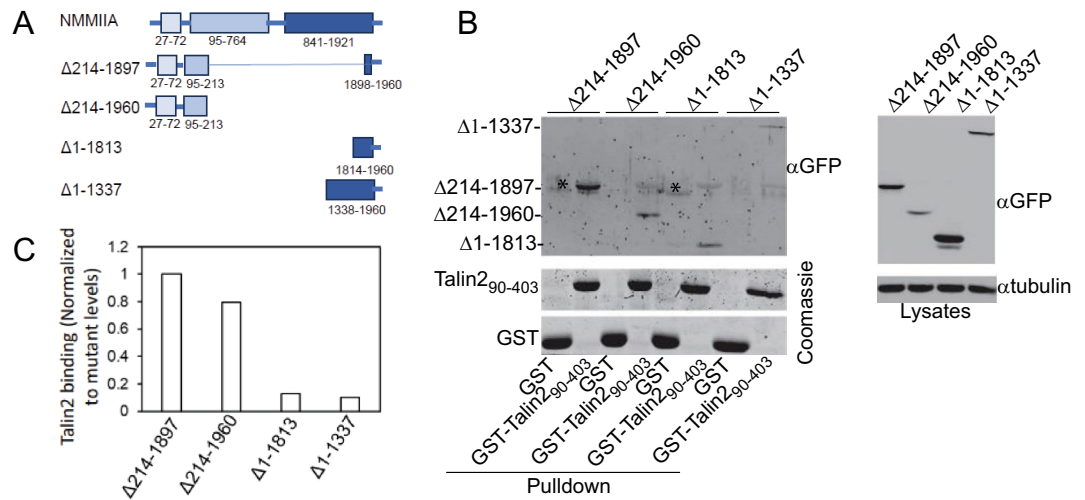 A
NMMIIA
27-72 95-764 841-1921
Δ214-1897
27-72 95-213 1898-1960
Δ214-1960
27-72 95-213
Δ1-1813
1814-1960
Δ1-1337
1338-1960
B
Δ214-1897 Δ214-1960 Δ1-1813 Δ1-1337
Δ1-1337-
Δ214-1897-
Δ214-1960-
Δ1-1813-
* *
αGFP
Talin290-403
GST
Coomassie
GST GST GST GST
GST-Talin290-403 GST-Talin290-403 GST-Talin290-403 GST-Talin290-403
Pulldown
Δ214-1897 Δ214-1960 Δ1-1813 Δ1-1337
αGFP
αtubulin
Lysates
C
Talin2 binding (Normalized
to mutant levels)
1.2
1
0.8
0.6
0.4
0.2
0
Δ214-1897 Δ214-1960 Δ1-1813 Δ1-1337